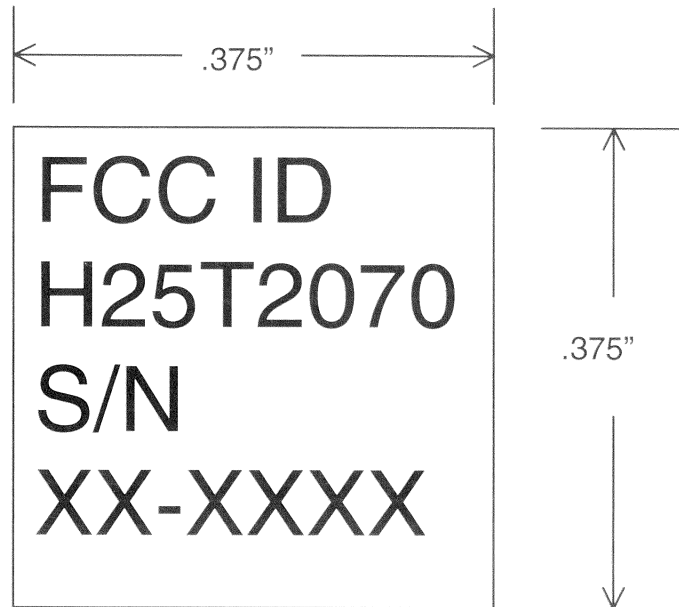 .375”
FCC ID
H25T2070
S/N
XX-XXXX
.375”